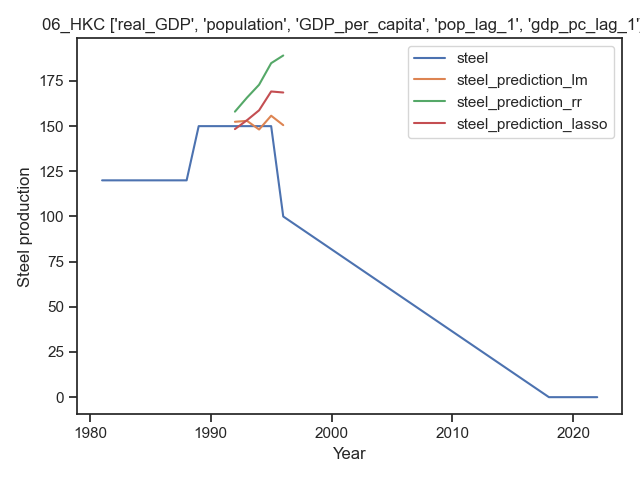 06_HKC ['real_GDP', 'population', 'GDP_per_capita', 'pop_lag_1', 'gdp_pc_lag_1'
steel
steel_prediction_lm
steel_prediction_rr
steel_prediction_lasso
Steel production
175
150
125
100
75
50
25
0
1980 1990 2000 2010 2020
Year